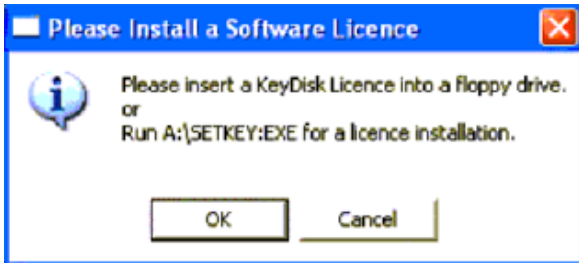 Please Install a Software Licence
Please insert a KeyDisk Licence into a floppy drive.
or
Run A:\SETKEY:EXE for a licence installation.
OK Cancel